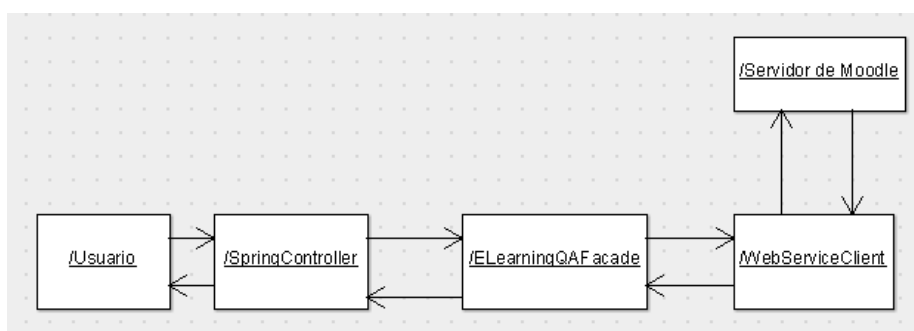 /Servidor de Moodle
/Usuario
/SpringController
/ELearningQAFacade
/WebServiceClient